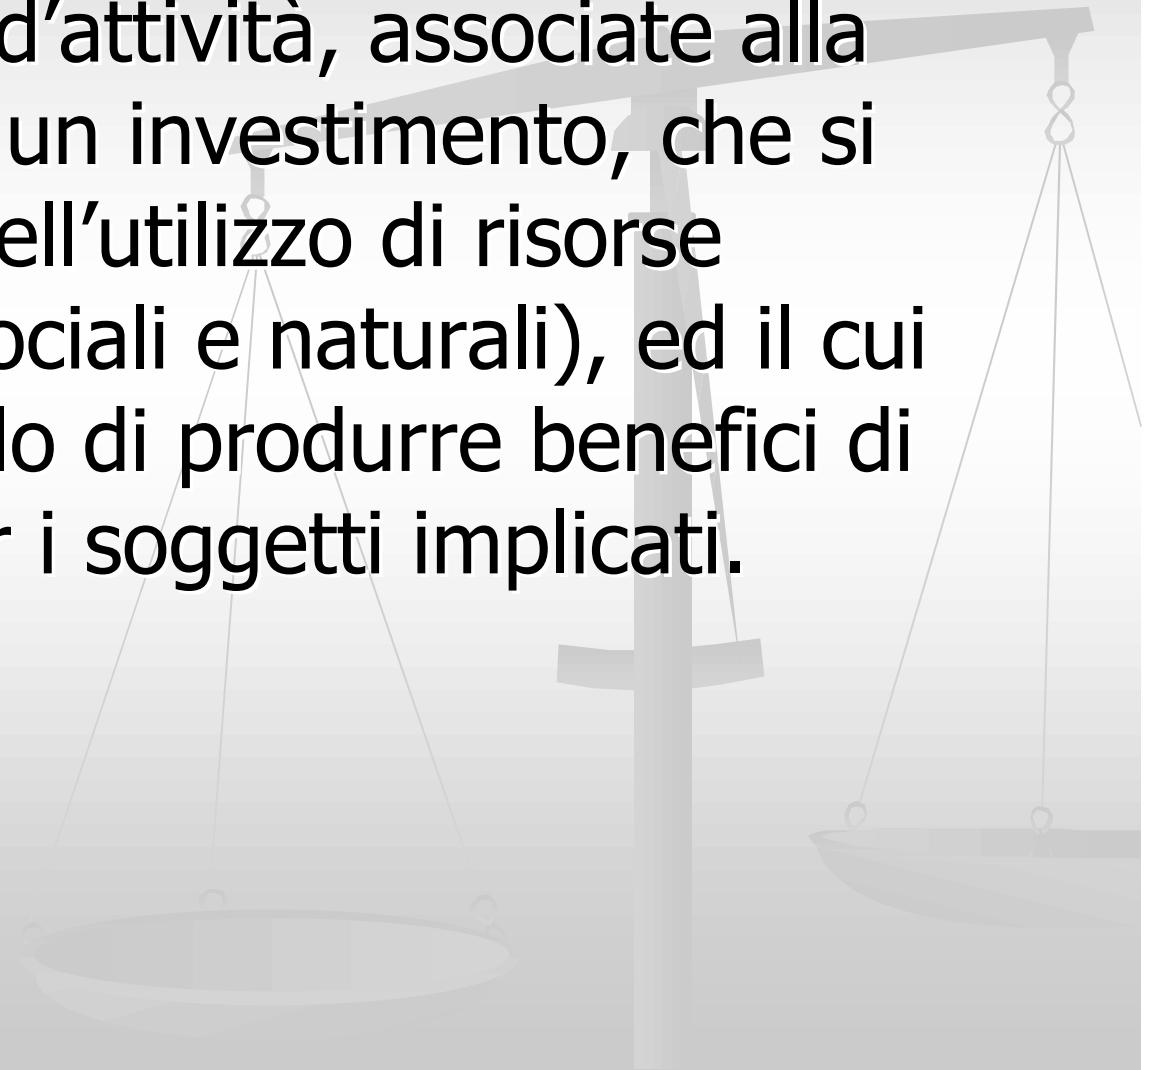 d’attività, associate alla
un investimento, che si
ell’utilizzo di risorse
ociali e naturali), ed il cui
lo di produrre benefici di
r i soggetti implicati.